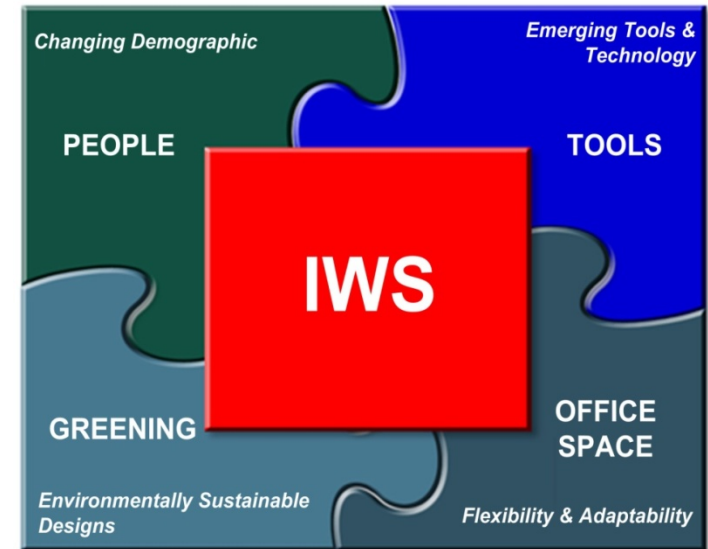 Changing Demographic
Emerging Tools &
Technology
PEOPLE
TOOLS
IWS
GREENING
OFFICE
SPACE
Environmentally Sustainable
Designs
Flexibility & Adaptability